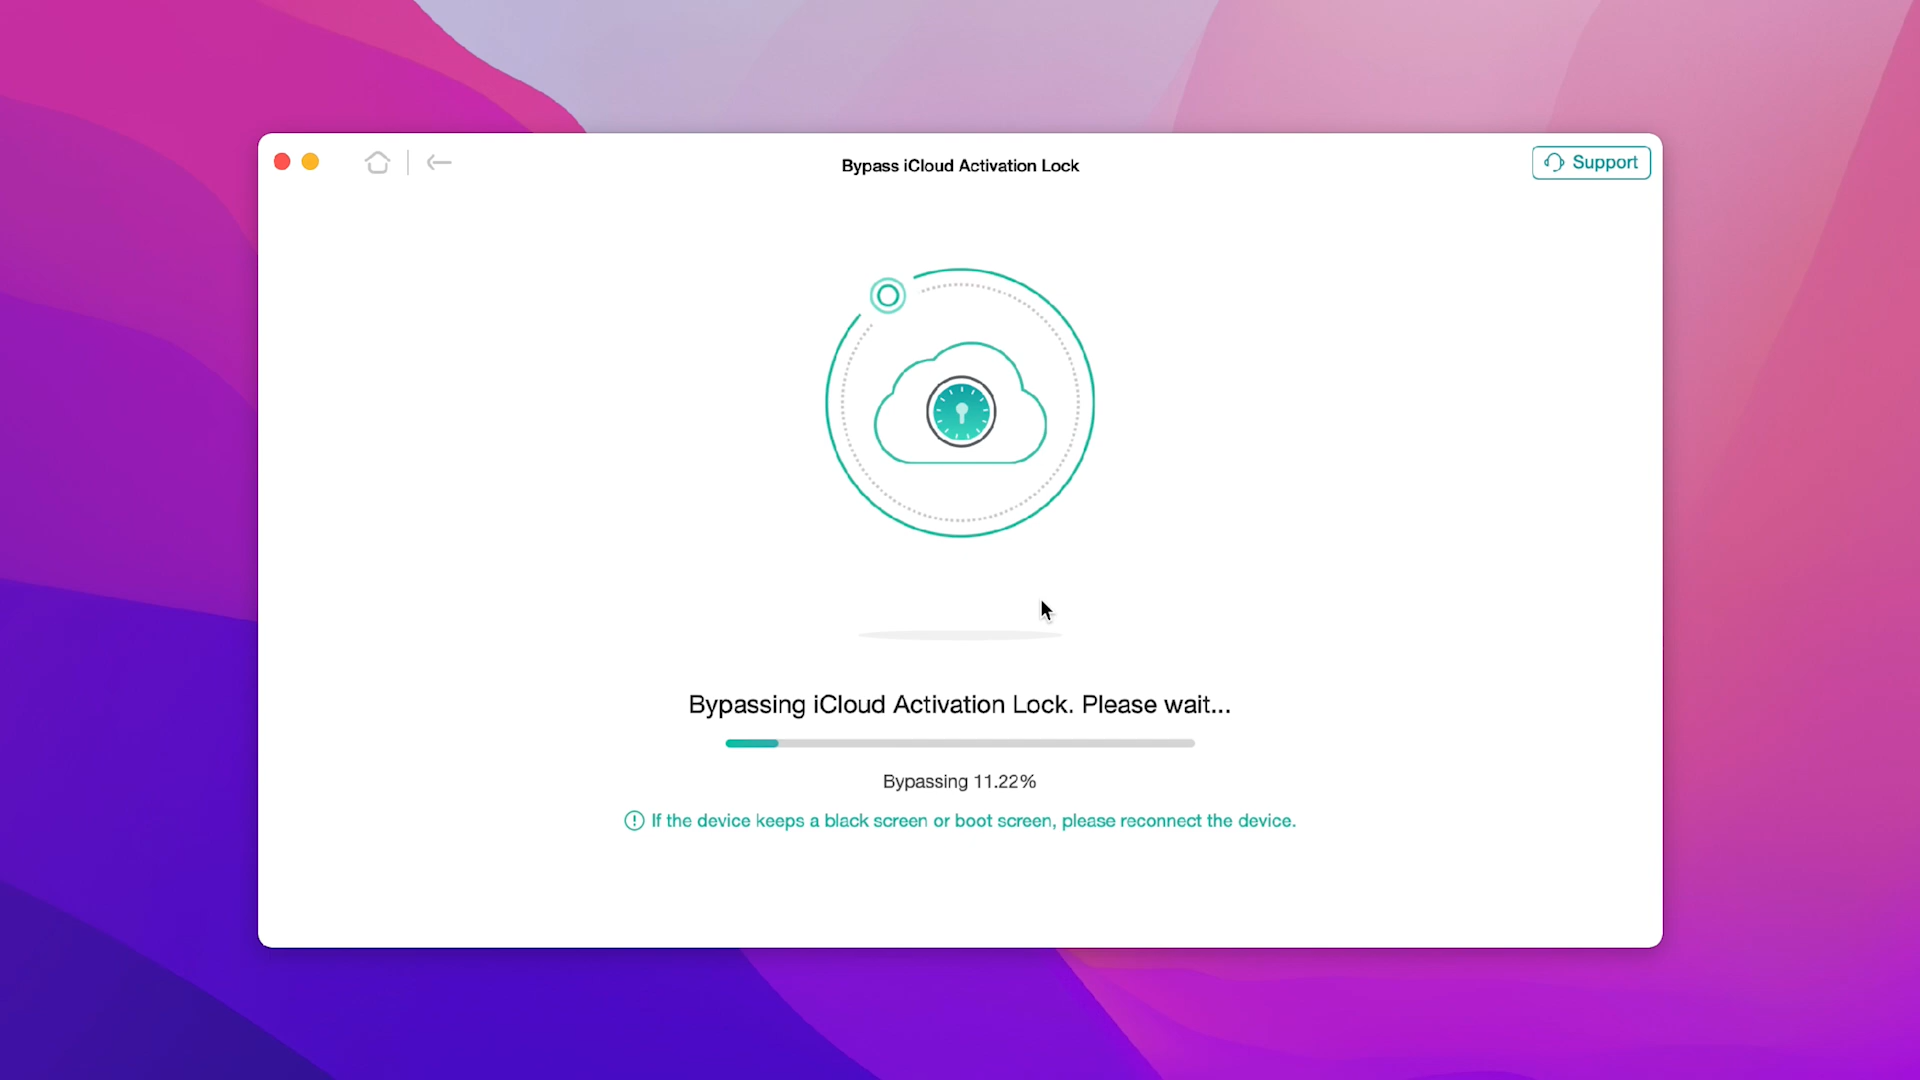 Bypass iCloud Activation Lock
Support
Bypassing iCloud Activation Lock. Please wait...
Bypassing 11.22%
If the device keeps a black screen or boot screen, please reconnect the device.